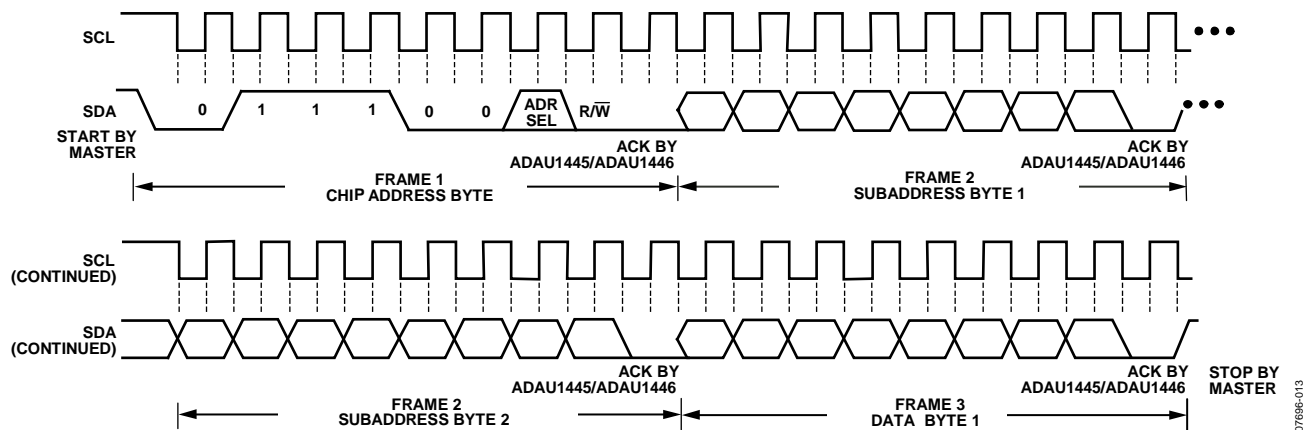 SCL
SDA
0 1 1 1 0 0 ADR SEL R/W̅
START BY
MASTER
ACK BY
ADAU1445/ADAU1446
ACK BY
ADAU1445/ADAU1446
FRAME 1
CHIP ADDRESS BYTE
FRAME 2
SUBADDRESS BYTE 1
SCL
(CONTINUED)
SDA
(CONTINUED)
ACK BY
ADAU1445/ADAU1446
ACK BY
ADAU1445/ADAU1446
STOP BY
MASTER
FRAME 2
SUBADDRESS BYTE 2
FRAME 3
DATA BYTE 1
07696-013